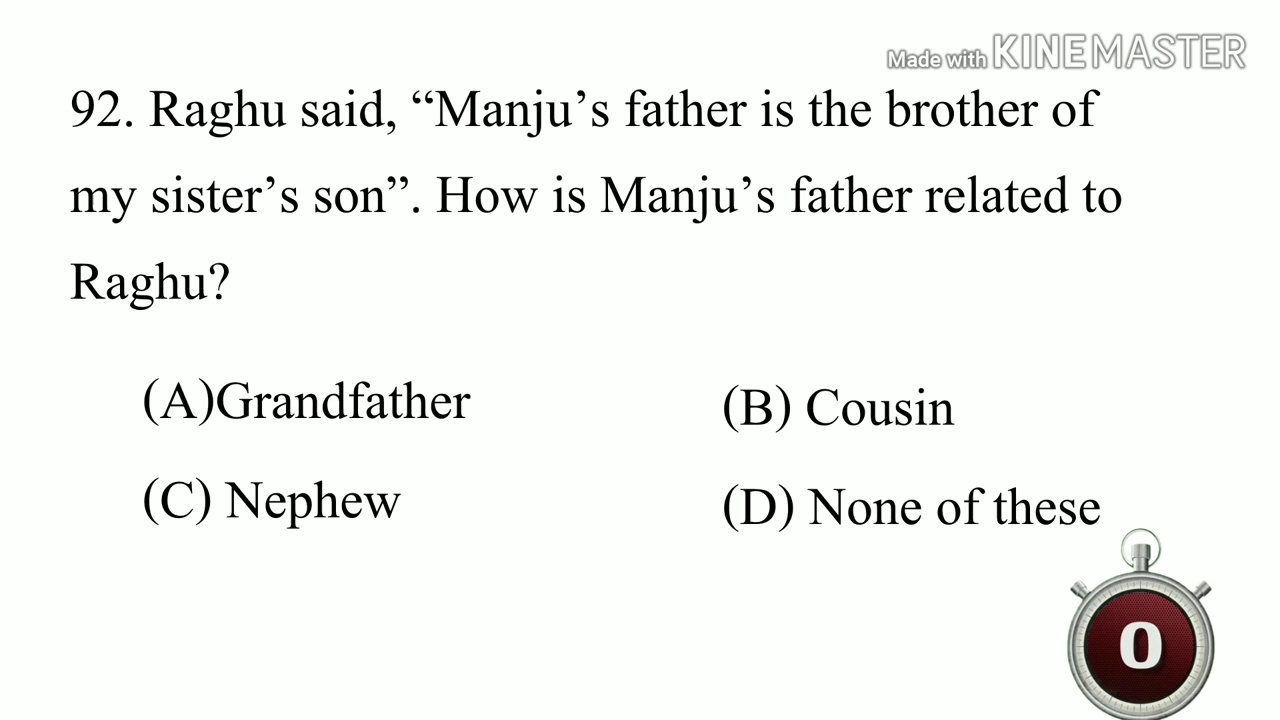 Made with KINEMASTER
92. Raghu said, “Manju’s father is the brother of
my sister’s son”. How is Manju’s father related to
Raghu?
(A)Grandfather
(B) Cousin
(C) Nephew
(D) None of these
0